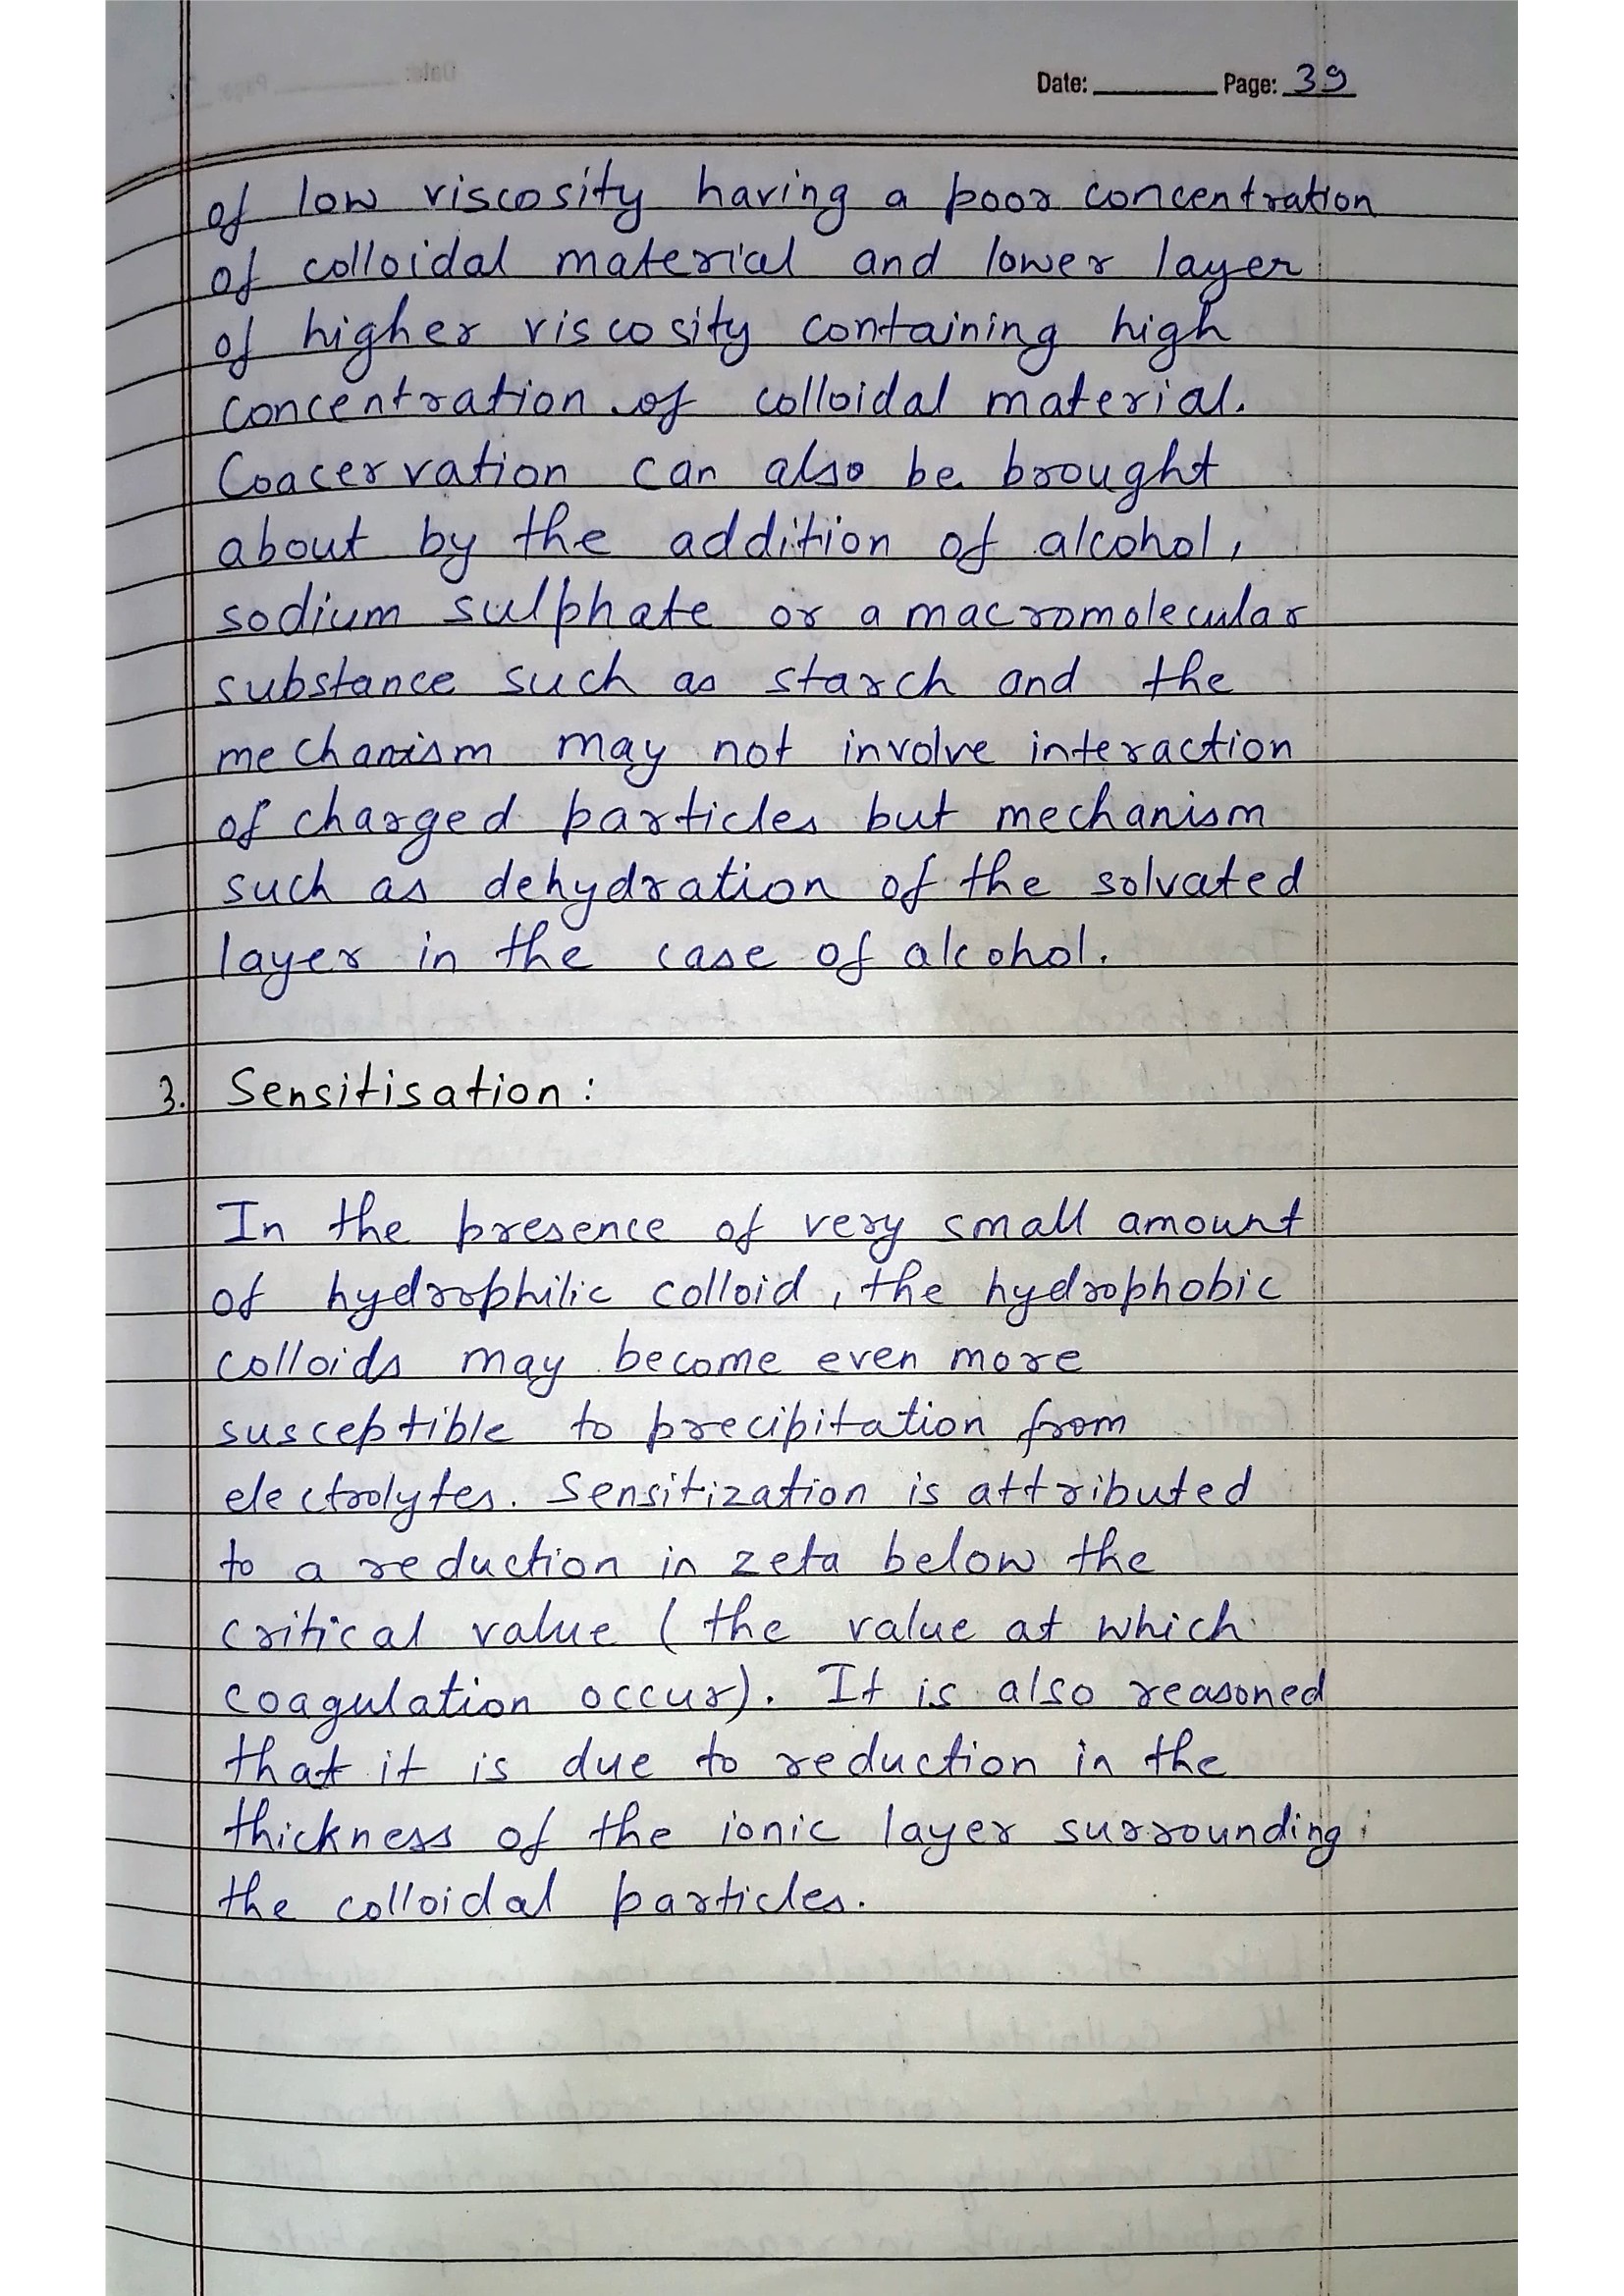 Date: Page: 39
of low viscosity having a poor concentration
of colloidal material and lower layer
of higher viscosity containing high
concentration of colloidal material.
Coacervation can also be brought
about by the addition of alcohol,
sodium sulphate or a macromolecular
substance such as starch and the
mechanism may not involve interaction
of charged particles but mechanism
such as dehydration of the solvated
layer in the case of alcohol.
3. Sensitisation:
In the presence of very small amount
of hydrophilic colloid, the hydrophobic
colloids may become even more
susceptible to precipitation from
electrolytes. Sensitization is attributed
to a reduction in zeta below the
critical value (the value at which
coagulation occur). It is also reasoned
that it is due to reduction in the
thickness of the ionic layer surrounding
the colloidal particles.